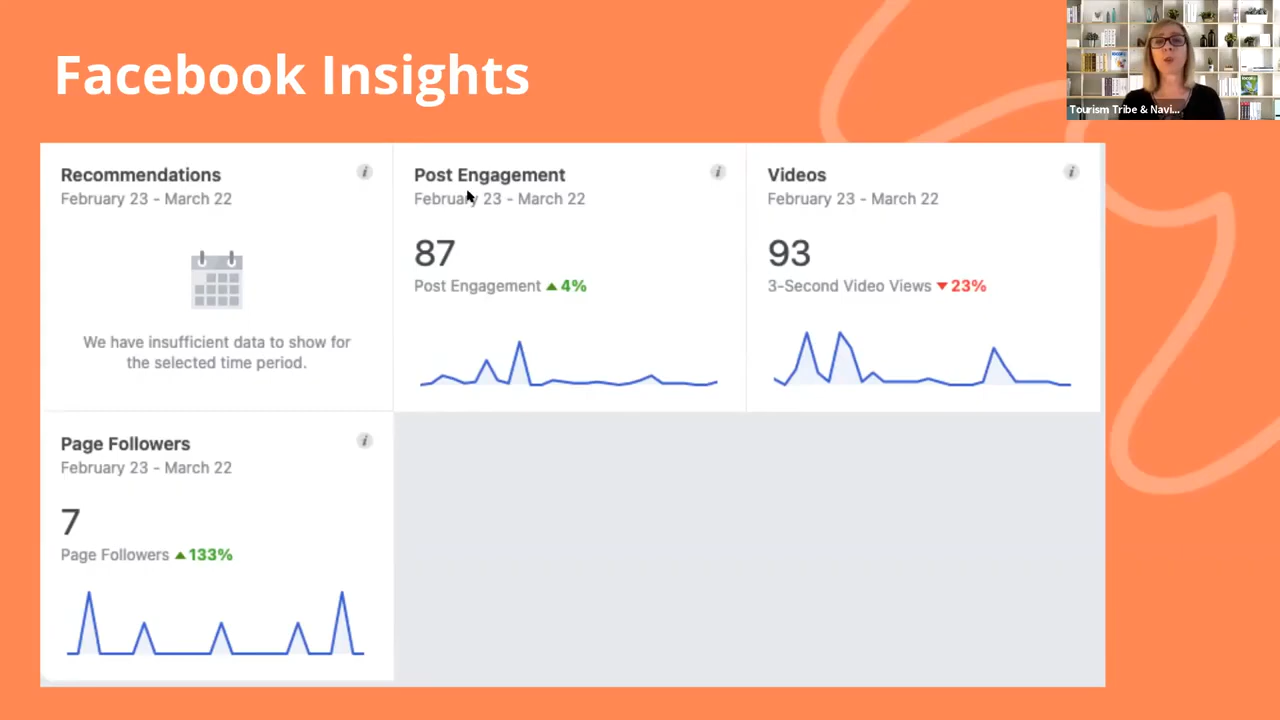 Facebook Insights
Tourism Tribe & Navi...
Recommendations
February 23 - March 22
We have insufficient data to show for
the selected time period.
Post Engagement
February 23 - March 22
87
Post Engagement ▲ 4%
Videos
February 23 - March 22
93
3-Second Video Views ▼ 23%
Page Followers
February 23 - March 22
7
Page Followers ▲ 133%